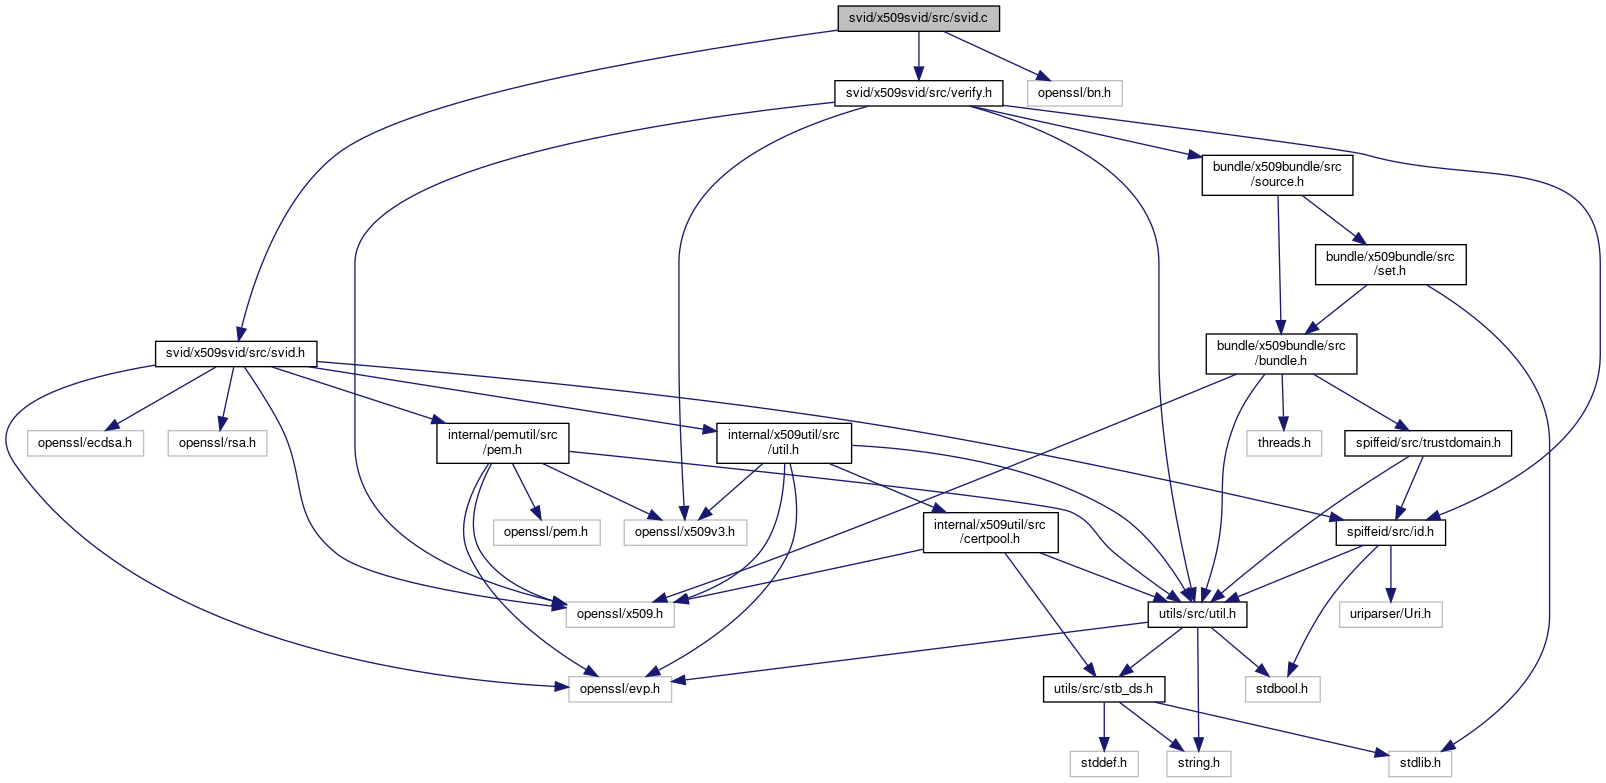 svid/x509svid/src/svid.c
svid/x509svid/src/verify.h
openssl/bn.h
bundle/x509bundle/src
/source.h
bundle/x509bundle/src
/set.h
svid/x509svid/src/svid.h
bundle/x509bundle/src
/bundle.h
openssl/ecdsa.h
openssl/rsa.h
internal/pemutil/src
/pem.h
internal/x509util/src
/util.h
threads.h
spiffeid/src/trustdomain.h
openssl/pem.h
openssl/x509v3.h
internal/x509util/src
/certpool.h
spiffeid/src/id.h
openssl/x509.h
utils/src/util.h
uriparser/Uri.h
openssl/evp.h
utils/src/stb_ds.h
stdbool.h
stddef.h
string.h
stdlib.h